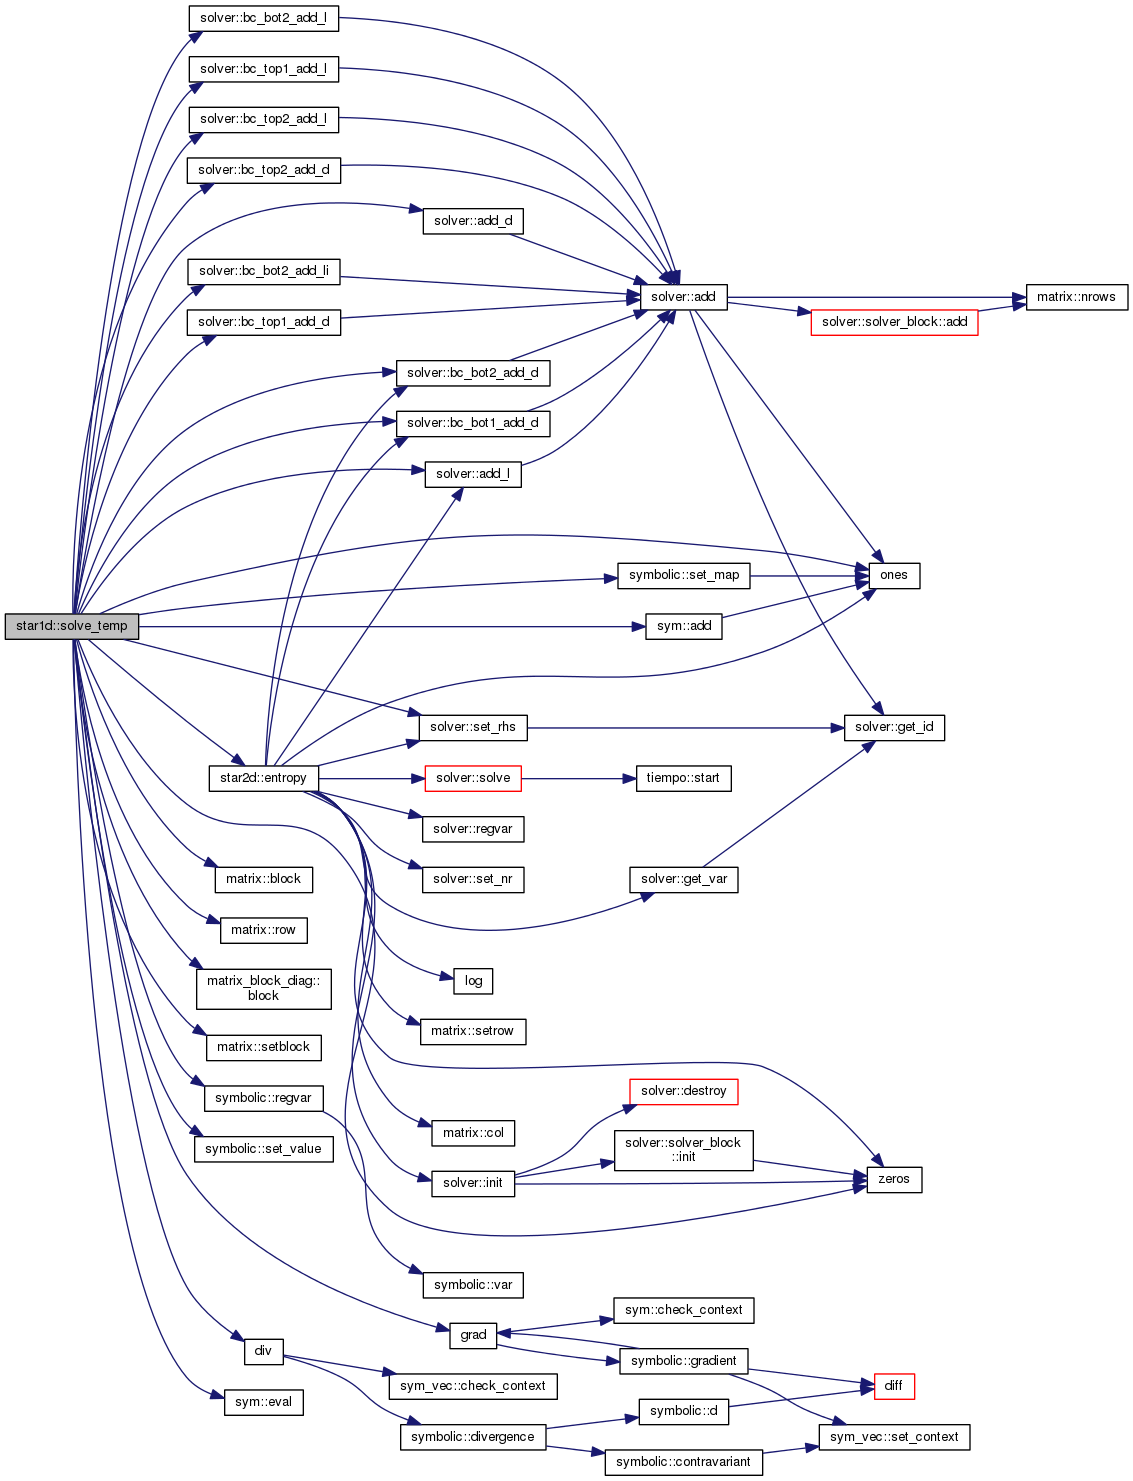 solver::bc_bot2_add_l
solver::bc_top1_add_l
solver::bc_top2_add_l
solver::bc_top2_add_d
solver::add_d
solver::bc_bot2_add_li
solver::add
matrix::nrows
solver::bc_top1_add_d
solver::solver_block::add
solver::bc_bot2_add_d
solver::bc_bot1_add_d
solver::add_l
symbolic::set_map
ones
star1d::solve_temp
sym::add
solver::set_rhs
solver::get_id
star2d::entropy
solver::solve
tiempo::start
solver::regvar
matrix::block
solver::set_nr
solver::get_var
matrix::row
matrix_block_diag::
block
log
matrix::setrow
matrix::setblock
symbolic::regvar
solver::destroy
matrix::col
symbolic::set_value
solver::solver_block
::init
solver::init
zeros
symbolic::var
sym::check_context
grad
div
symbolic::gradient
sym_vec::check_context
diff
sym::eval
symbolic::d
symbolic::divergence
sym_vec::set_context
symbolic::contravariant